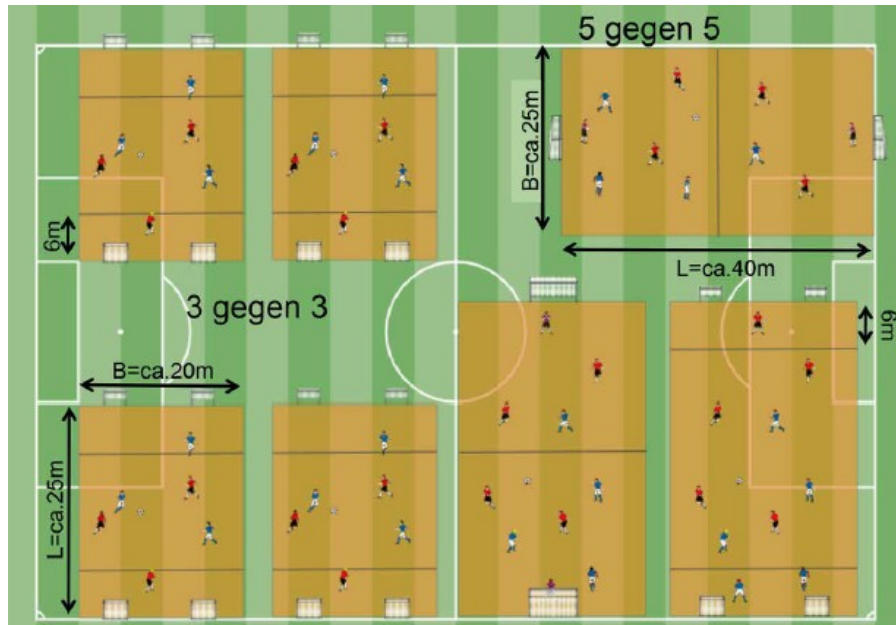 5 gegen 5
B=ca.25m
6m
L=ca.40m
3 gegen 3
6m
B=ca.20m
L=ca.25m